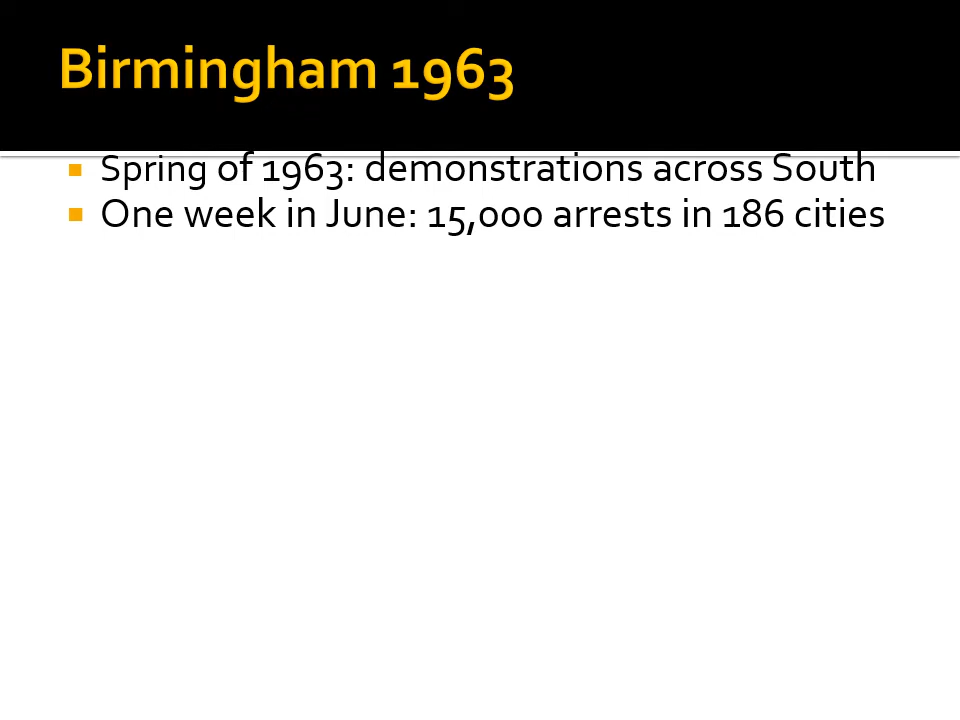 Birmingham 1963
Spring of 1963: demonstrations across South
One week in June: 15,000 arrests in 186 cities